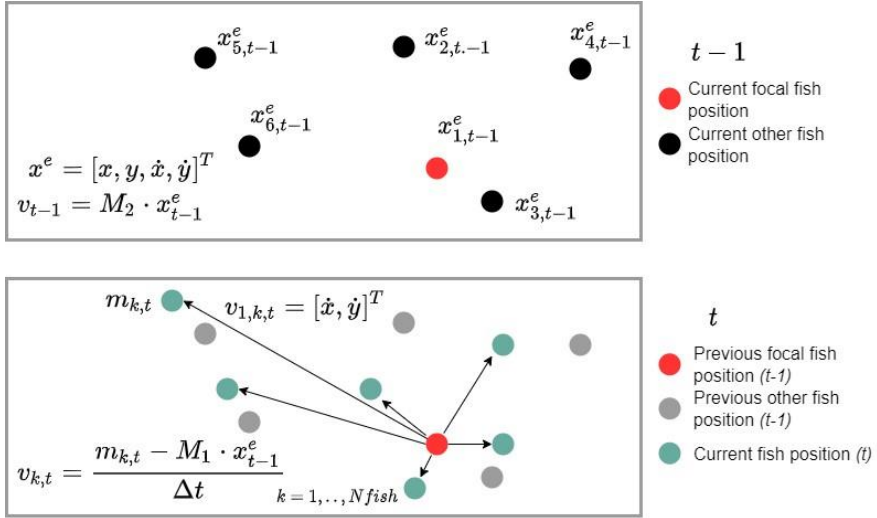 x^e_{5,t-1}
x^e_{2,t.-1}
x^e_{4,t-1}
x^e_{6,t-1}
x^e_{1,t-1}
x^e_{3,t-1}
x^e = [x, y, ẋ, ẏ]^T
v_{t-1} = M_2 · x^e_{t-1}
t − 1
Current focal fish
position
Current other fish
position
m_{k,t}
v_{1,k,t} = [ẋ, ẏ]^T
v_{k,t} = \frac{m_{k,t} − M_1 · x^e_{t-1}}{Δt}
k = 1,..,Nfish
t
Previous focal fish
position (t-1)
Previous other fish
position (t-1)
Current fish position (t)